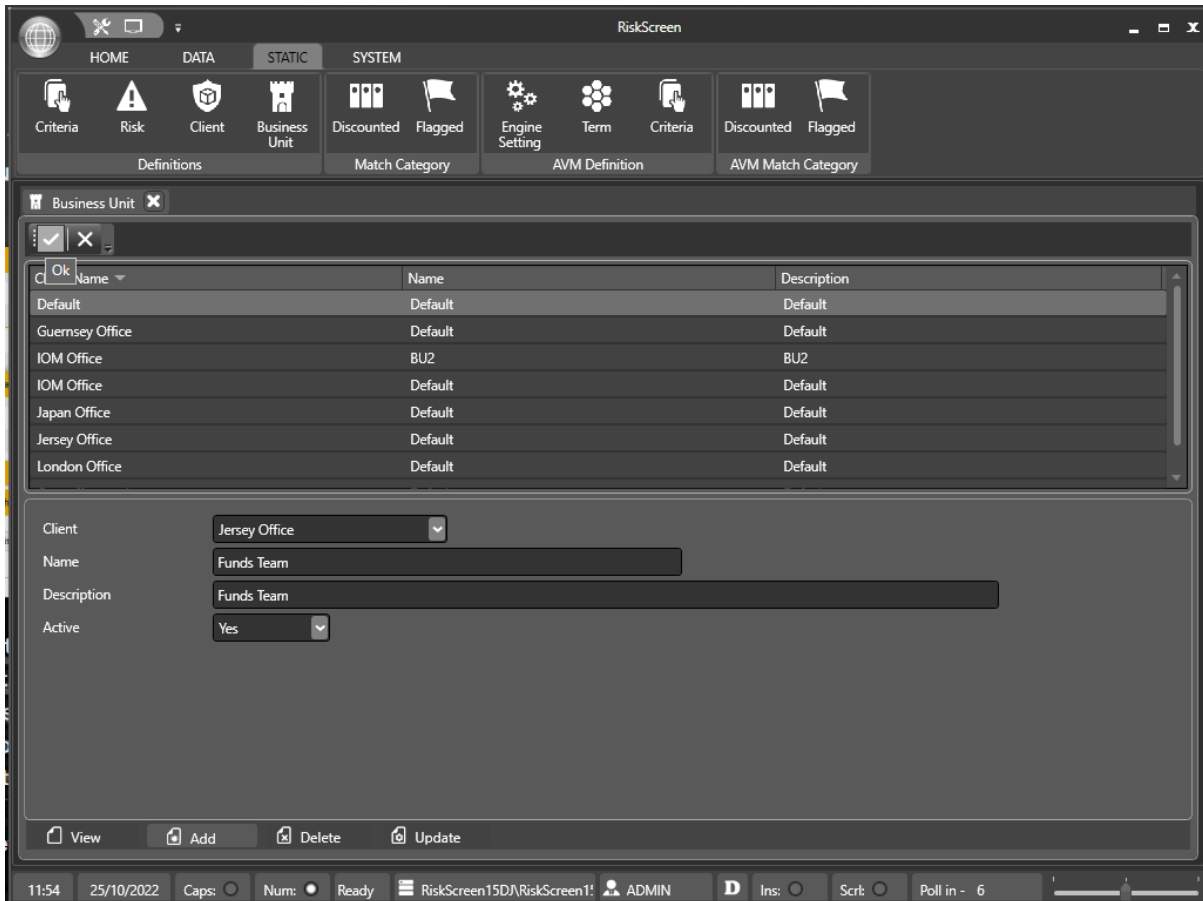 RiskScreen
HOME DATA STATIC SYSTEM
Criteria Risk Client Business Unit Discounted Flagged Engine Setting Term Criteria Discounted Flagged
Definitions Match Category AVM Definition AVM Match Category
Business Unit
Ok
Name Name Description
Default Default Default
Guernsey Office Default Default
IOM Office BU2 BU2
IOM Office Default Default
Japan Office Default Default
Jersey Office Default Default
London Office Default Default
Client Jersey Office
Name Funds Team
Description Funds Team
Active Yes
View Add Delete Update
11:54 25/10/2022 Caps: Num: Ready RiskScreen15DJ\RiskScreen1 ADMIN D Ins: Scrl: Poll in - 6